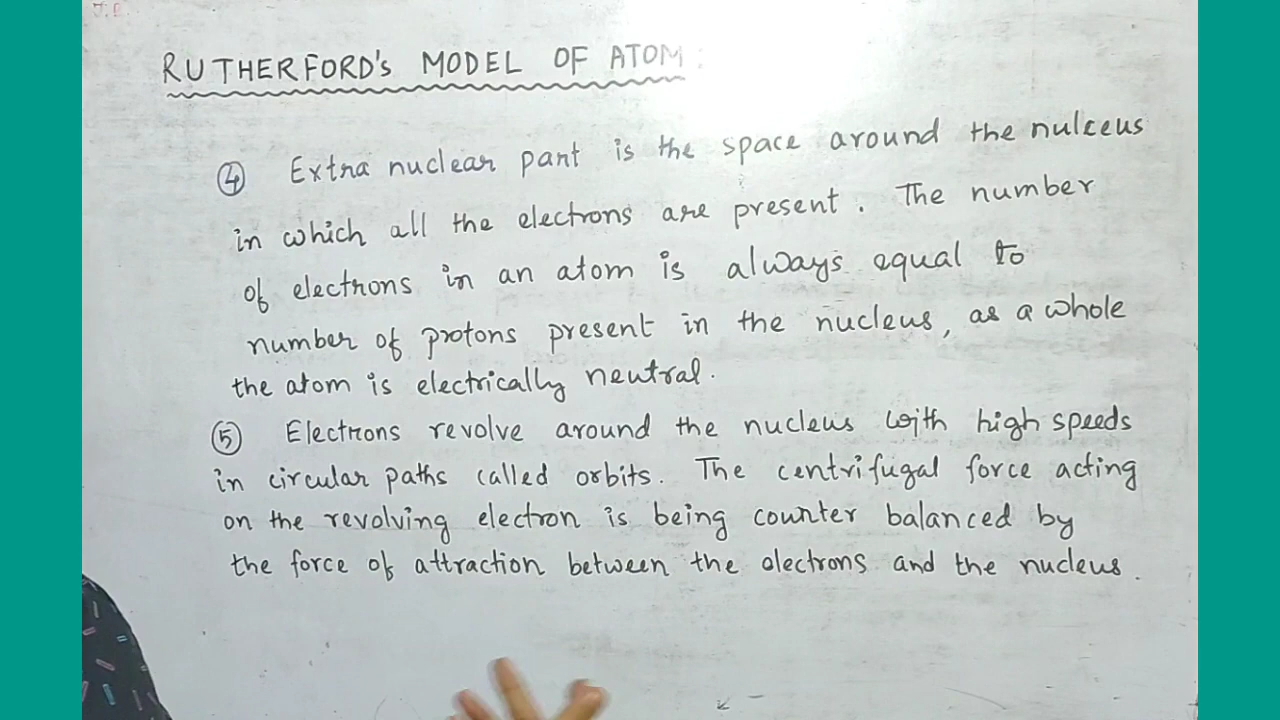 J.E.
RUTHERFORD's MODEL OF ATOM :
④ Extra nuclear part is the space around the nulceus
in which all the electrons are present. The number
of electrons in an atom is always equal to
number of protons present in the nucleus, as a whole
the atom is electrically neutral.
⑤ Electrons revolve around the nucleus with high speeds
in circular paths called orbits. The centrifugal force acting
on the revolving electron is being counter balanced by
the force of attraction between the olectrons and the nucleus.